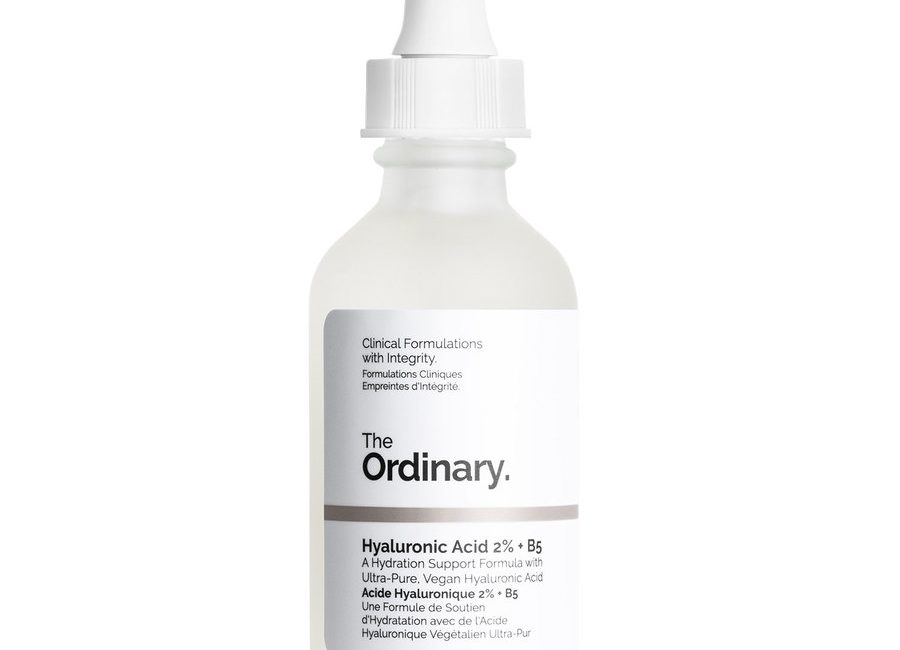 Clinical Formulations
with Integrity.
Formulations Cliniques
Empreintes d'Intégrité.
The
Ordinary.
Hyaluronic Acid 2% + B5
A Hydration Support Formula with
Ultra-Pure, Vegan Hyaluronic Acid
Acide Hyaluronique 2% + B5
Une Formule de Soutien
d'Hydratation avec de l'Acide
Hyaluronique Végétalien Ultra-Pur